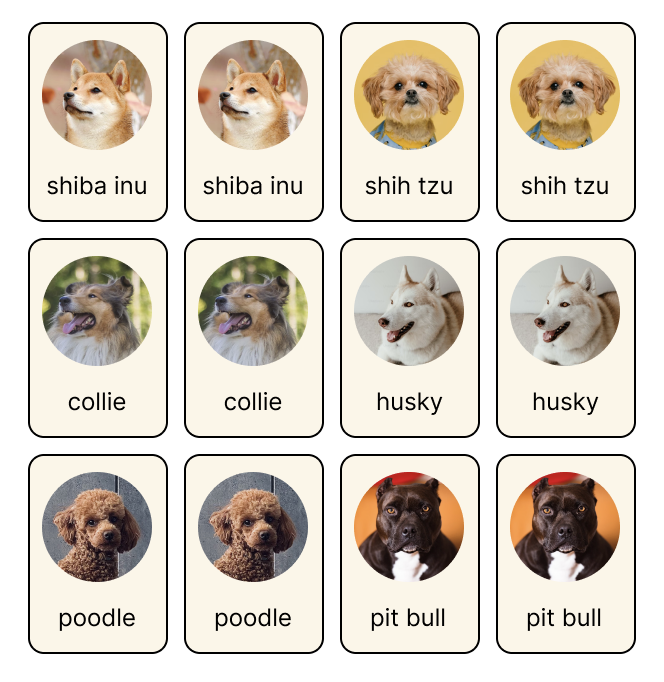 shiba inu
shiba inu
shih tzu
shih tzu
collie
collie
husky
husky
poodle
poodle
pit bull
pit bull